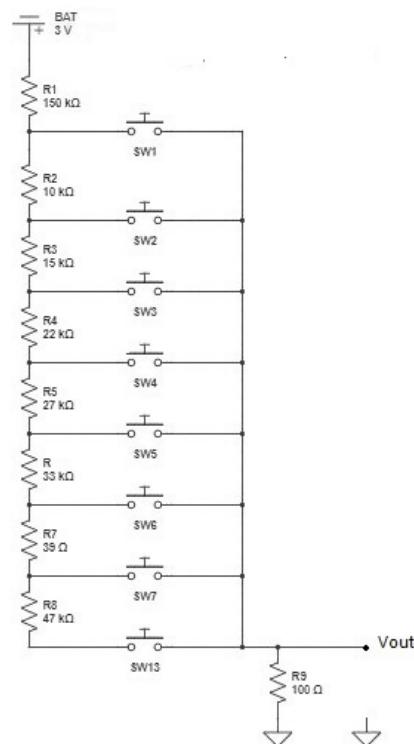 BAT
+
3 V
R1
150 kΩ
SW1
R2
10 kΩ
SW2
R3
15 kΩ
SW3
R4
22 kΩ
SW4
R5
27 kΩ
SW5
R
33 kΩ
SW6
R7
39 Ω
SW7
R8
47 kΩ
SW13
Vout
R9
100 Ω